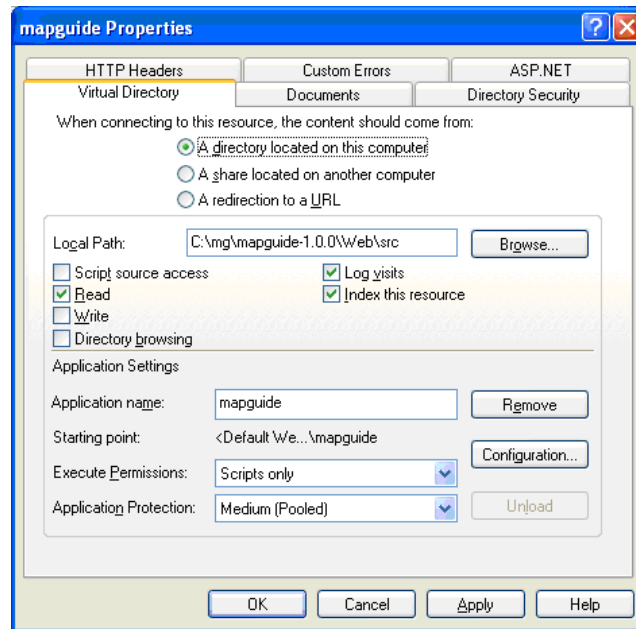 mapguide Properties
HTTP Headers Custom Errors ASP.NET
Virtual Directory Documents Directory Security
When connecting to this resource, the content should come from:
A directory located on this computer
A share located on another computer
A redirection to a URL
Local Path: C:\mg\mapguide-1.0.0\Web\src Browse...
Script source access Log visits
Read Index this resource
Write
Directory browsing
Application Settings
Application name: mapguide Remove
Starting point: <Default We...\mapguide
Configuration...
Execute Permissions: Scripts only
Application Protection: Medium (Pooled) Unload
OK Cancel Apply Help